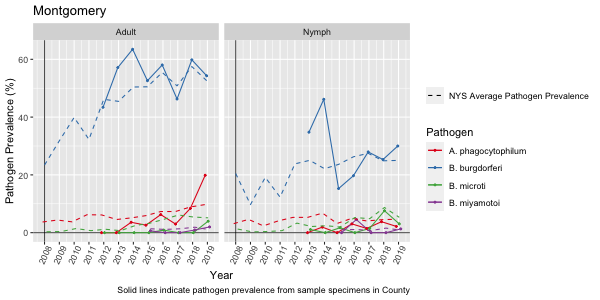 Montgomery
Adult
Nymph
Pathogen Prevalence (%)
60
40
20
0
2008 2009 2010 2011 2012 2013 2014 2015 2016 2017 2018 2019
2008 2009 2010 2011 2012 2013 2014 2015 2016 2017 2018 2019
Year
Solid lines indicate pathogen prevalence from sample specimens in County
NYS Average Pathogen Prevalence
Pathogen
A. phagocytophilum
B. burgdorferi
B. microti
B. miyamotoi